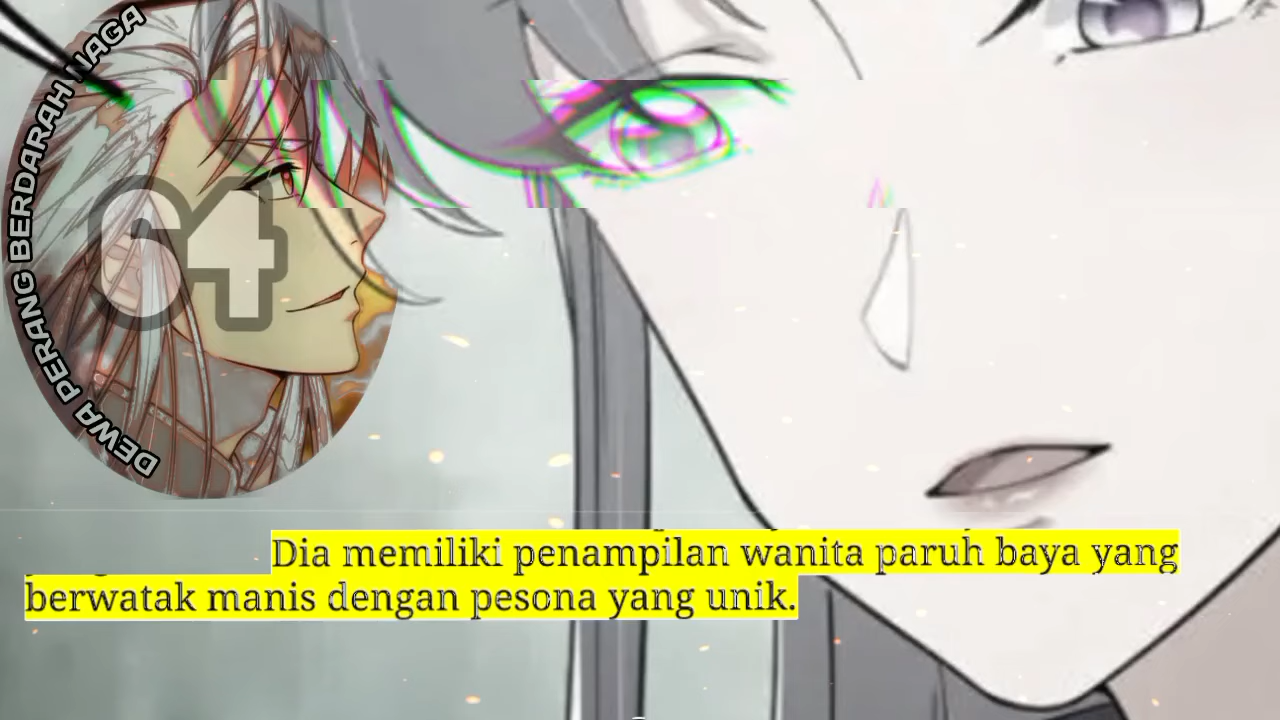 DEWA PERANG BERDARAH NAGA
64
Dia memiliki penampilan wanita paruh baya yang
berwatak manis dengan pesona yang unik.